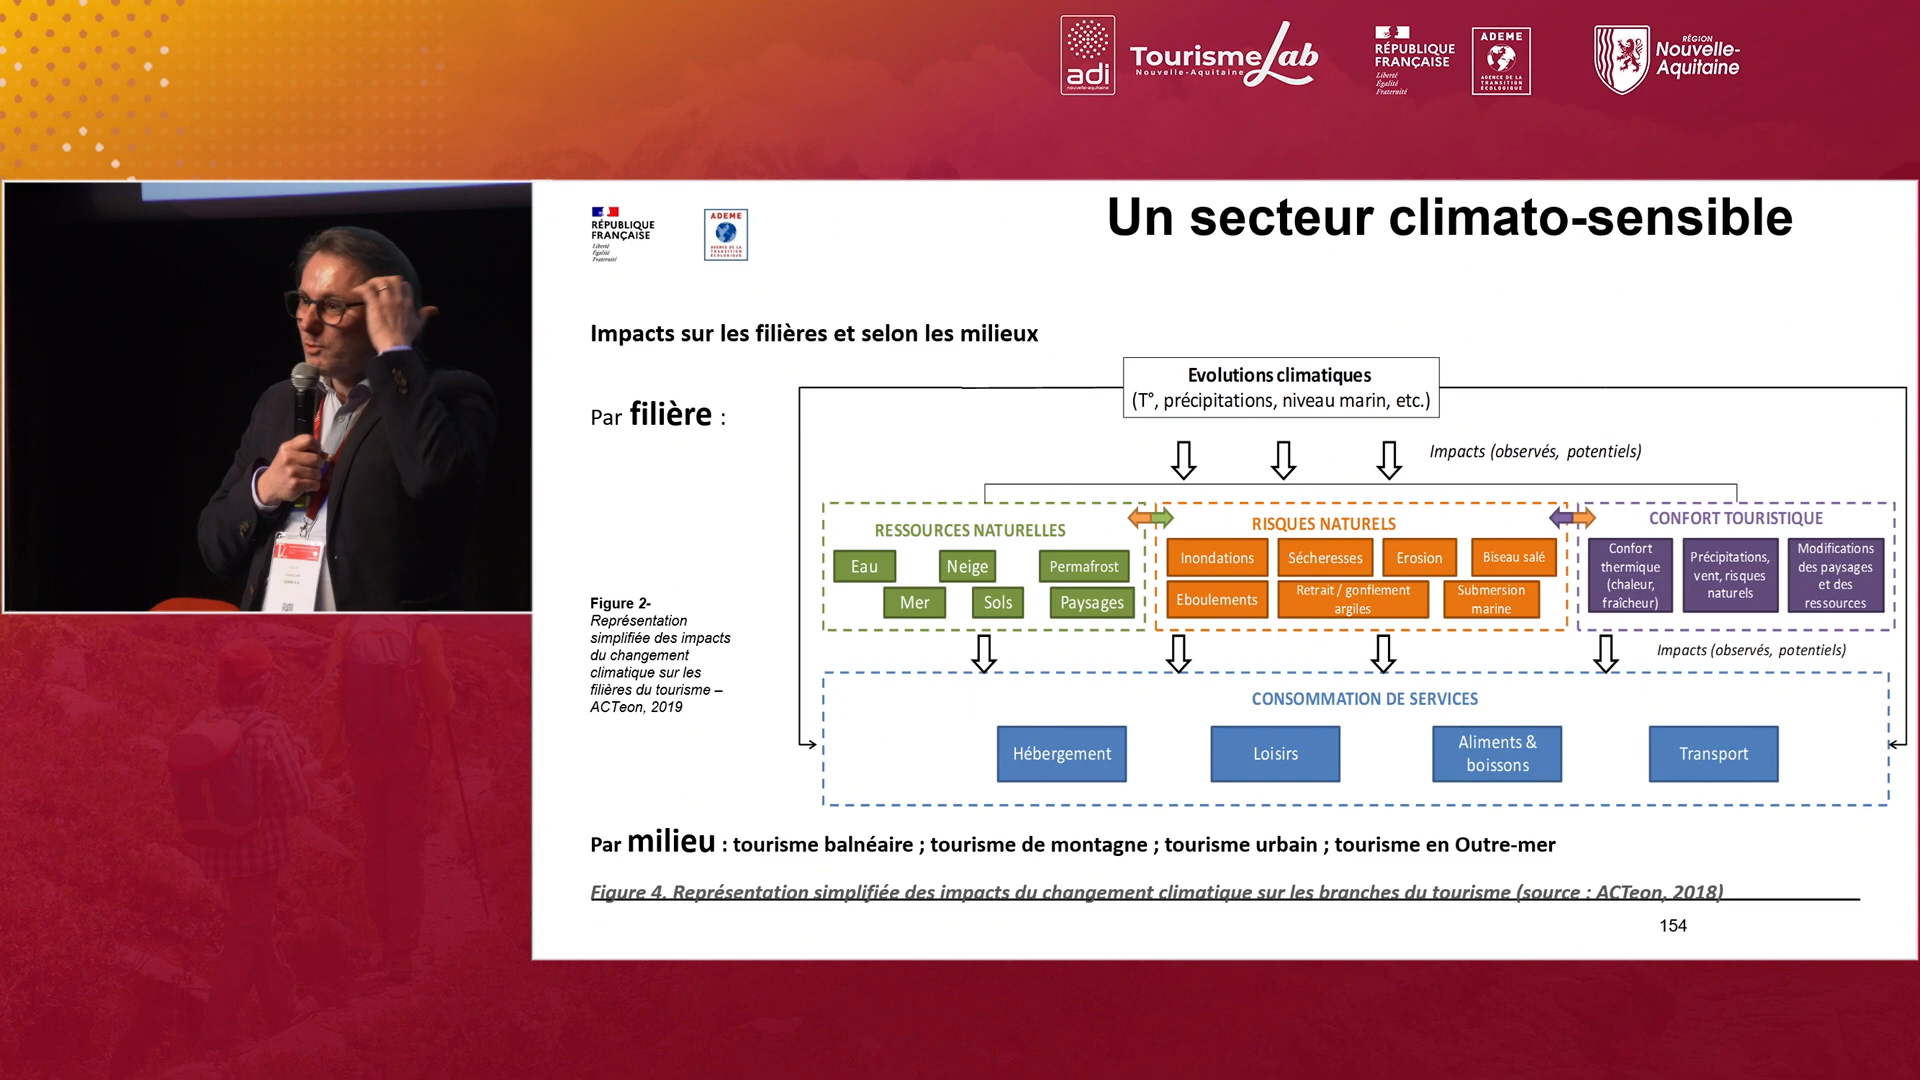 adi
nouvelle-aquitaine
TourismeLab
Nouvelle-Aquitaine
RÉPUBLIQUE
FRANÇAISE
Liberté
Égalité
Fraternité
ADEME
AGENCE DE LA
TRANSITION
ÉCOLOGIQUE
RÉGION
Nouvelle-
Aquitaine
RÉPUBLIQUE
FRANÇAISE
Liberté
Égalité
Fraternité
ADEME
AGENCE DE LA
TRANSITION
ÉCOLOGIQUE
Un secteur climato-sensible
Impacts sur les filières et selon les milieux
Par filière :
Evolutions climatiques
(T°, précipitations, niveau marin, etc.)
Impacts (observés, potentiels)
RESSOURCES NATURELLES
Eau
Neige
Permafrost
Mer
Sols
Paysages
RISQUES NATURELS
Inondations
Sécheresses
Erosion
Biseau salé
Eboulements
Retrait / gonflement
argiles
Submersion
marine
CONFORT TOURISTIQUE
Confort
thermique
(chaleur,
fraîcheur)
Précipitations,
vent, risques
naturels
Modifications
des paysages
et des
ressources
Impacts (observés, potentiels)
Figure 2-
Représentation
simplifiée des impacts
du changement
climatique sur les
filières du tourisme –
ACTeon, 2019
CONSOMMATION DE SERVICES
Hébergement
Loisirs
Aliments &
boissons
Transport
Par milieu : tourisme balnéaire ; tourisme de montagne ; tourisme urbain ; tourisme en Outre-mer
Figure 4. Représentation simplifiée des impacts du changement climatique sur les branches du tourisme (source : ACTeon, 2018)
154